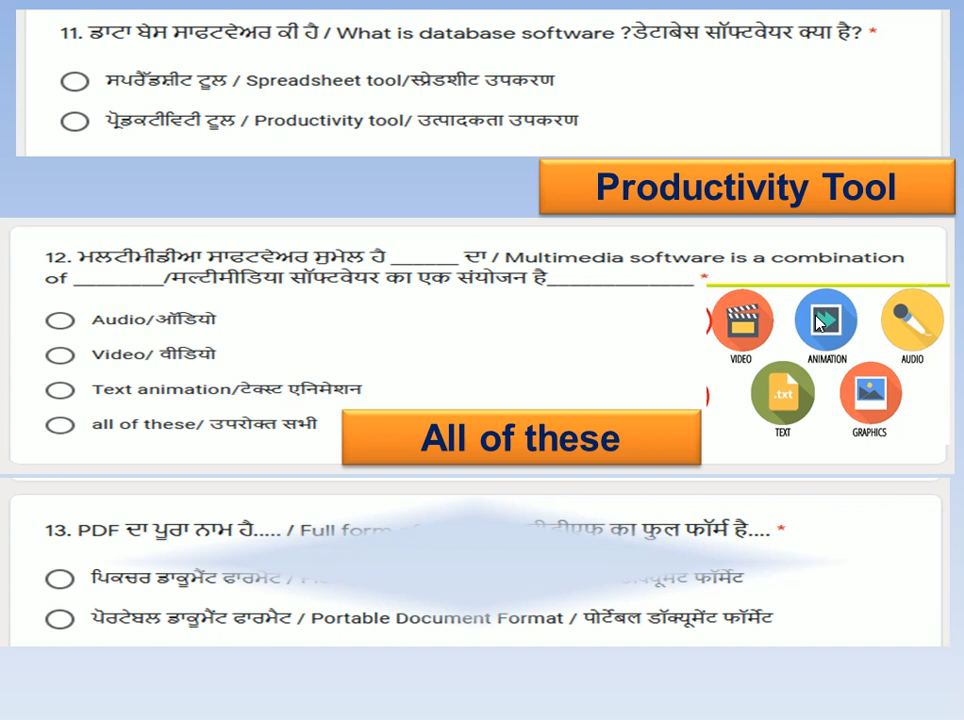 11. ਡਾਟਾ ਬੇਸ ਸਾਫਟਵੇਅਰ ਕੀ ਹੈ / What is database software ?डेटाबेस सॉफ्टवेयर क्या है? *
ਸਪਰੈੱਡਸ਼ੀਟ ਟੂਲ / Spreadsheet tool/स्प्रेडशीट उपकरण
ਪ੍ਰੋਡਕਟੀਵਿਟੀ ਟੂਲ / Productivity tool/ उत्पादकता उपकरण
Productivity Tool
12. ਮਲਟੀਮੀਡੀਆ ਸਾਫਟਵੇਅਰ ਸੁਮੇਲ ਹੈ ______ ਦਾ / Multimedia software is a combination
of ________/मल्टीमीडिया सॉफ्टवेयर का एक संयोजन है_____________ *
Audio/ऑडियो
Video/ वीडियो
Text animation/टेक्स्ट एनिमेशन
all of these/ उपरोक्त सभी
VIDEO ANIMATION AUDIO
.txt
TEXT GRAPHICS
All of these
13. PDF ਦਾ ਪੂਰਾ ਨਾਮ ਹੈ..... / Full form का फुल फॉर्म है.... *
ਪਿਕਚਰ ਡਾਕੂਮੈਂਟ ਫਾਰਮੈਟ / फॉर्मेट
ਪੋਰਟੇਬਲ ਡਾਕੂਮੈਂਟ ਫਾਰਮੈਟ / Portable Document Format / पोर्टेबल डॉक्यूमेंट फॉर्मेट